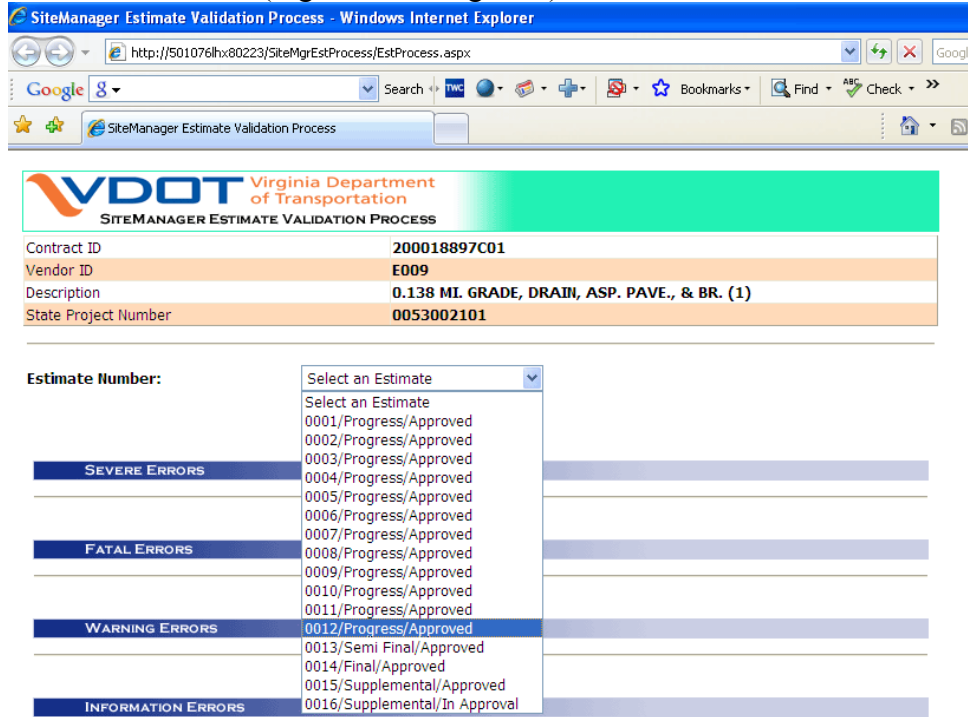 SiteManager Estimate Validation Process - Windows Internet Explorer
http://501076lhx80223/SiteMgrEstProcess/EstProcess.aspx
Google Search TWC Bookmarks Find ABC Check »
SiteManager Estimate Validation Process
VDOT Virginia Department
of Transportation
SITEMANAGER ESTIMATE VALIDATION PROCESS
Contract ID 200018897C01
Vendor ID E009
Description 0.138 MI. GRADE, DRAIN, ASP. PAVE., & BR. (1)
State Project Number 0053002101
Estimate Number: Select an Estimate
Select an Estimate
0001/Progress/Approved
0002/Progress/Approved
0003/Progress/Approved
SEVERE ERRORS 0004/Progress/Approved
0005/Progress/Approved
0006/Progress/Approved
0007/Progress/Approved
FATAL ERRORS 0008/Progress/Approved
0009/Progress/Approved
0010/Progress/Approved
0011/Progress/Approved
WARNING ERRORS 0012/Progress/Approved
0013/Semi Final/Approved
0014/Final/Approved
0015/Supplemental/Approved
INFORMATION ERRORS 0016/Supplemental/In Approval